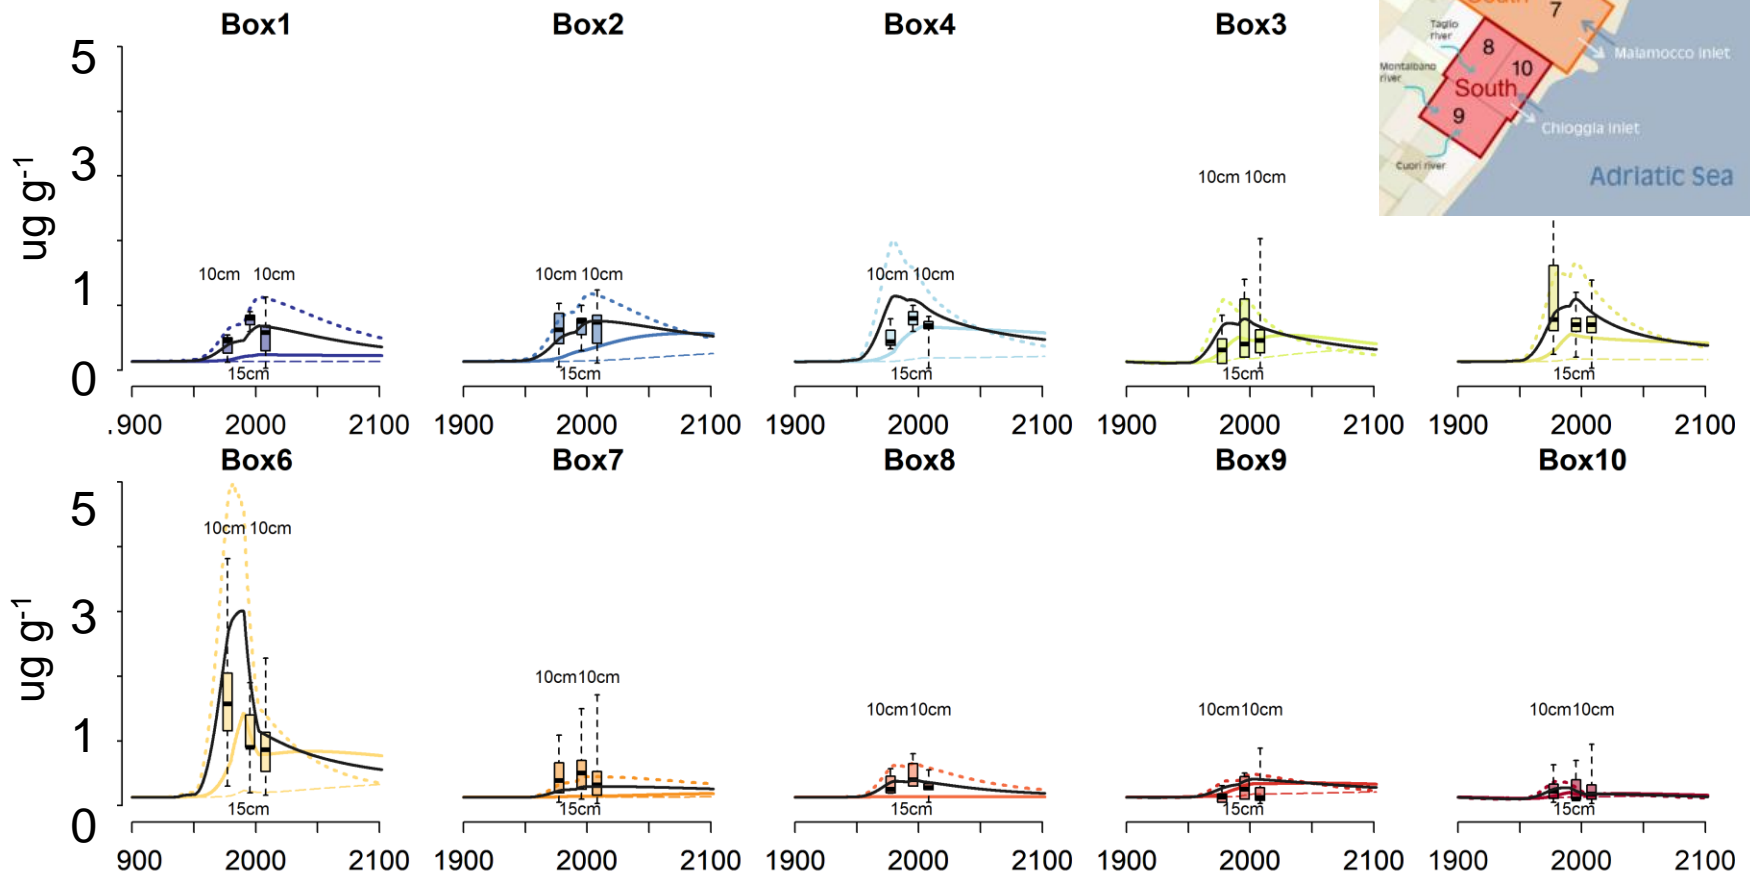 Box1
Box2
Box4
Box3
South
7
Taglio
river
8
Malamocco inlet
10
Montalbano
river
South
9
Chioggia inlet
Cuori river
Adriatic Sea
5
3
1
0
ug g-1
10cm 10cm
15cm
10cm 10cm
15cm
10cm 10cm
15cm
10cm 10cm
15cm
15cm
.900 2000 2100
1900 2000 2100
1900 2000 2100
1900 2000 2100
1900 2000 2100
Box6
Box7
Box8
Box9
Box10
5
3
1
0
ug g-1
10cm 10cm
15cm
10cm10cm
15cm
10cm10cm
15cm
10cm10cm
15cm
10cm10cm
15cm
900 2000 2100
1900 2000 2100
1900 2000 2100
1900 2000 2100
1900 2000 2100